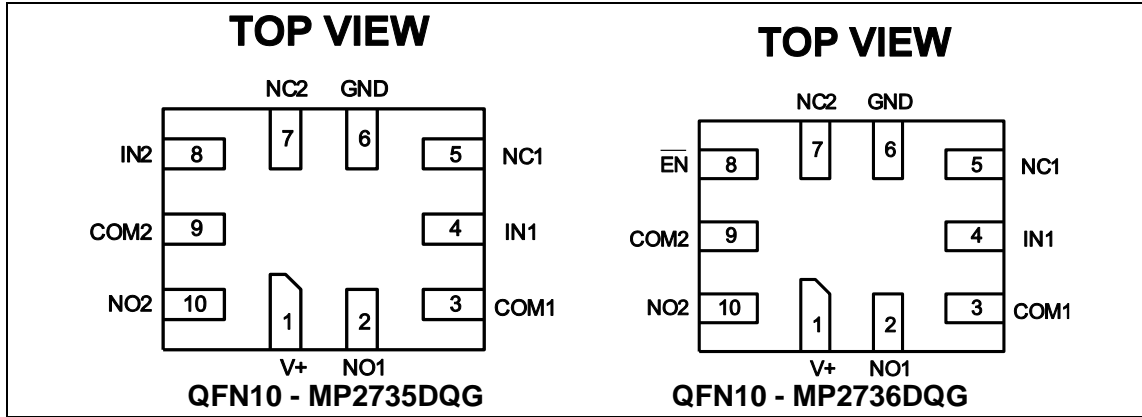 TOP VIEW
NC2 GND
7 6
IN2 8 5 NC1
COM2 9 4 IN1
NO2 10 3 COM1
1 2
V+ NO1
QFN10 - MP2735DQG
TOP VIEW
NC2 GND
7 6
EN 8 5 NC1
COM2 9 4 IN1
NO2 10 3 COM1
1 2
V+ NO1
QFN10 - MP2736DQG